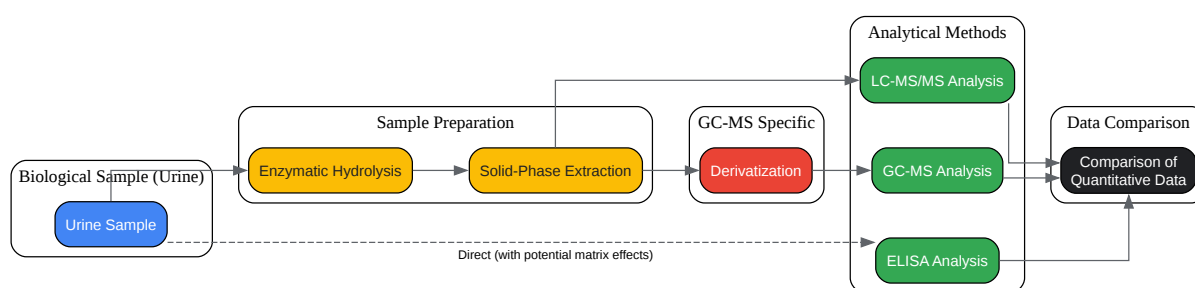 Biological Sample (Urine)
Urine Sample
Sample Preparation
Enzymatic Hydrolysis
Solid-Phase Extraction
GC-MS Specific
Derivatization
Analytical Methods
LC-MS/MS Analysis
GC-MS Analysis
ELISA Analysis
Direct (with potential matrix effects)
Data Comparison
Comparison of
Quantitative Data